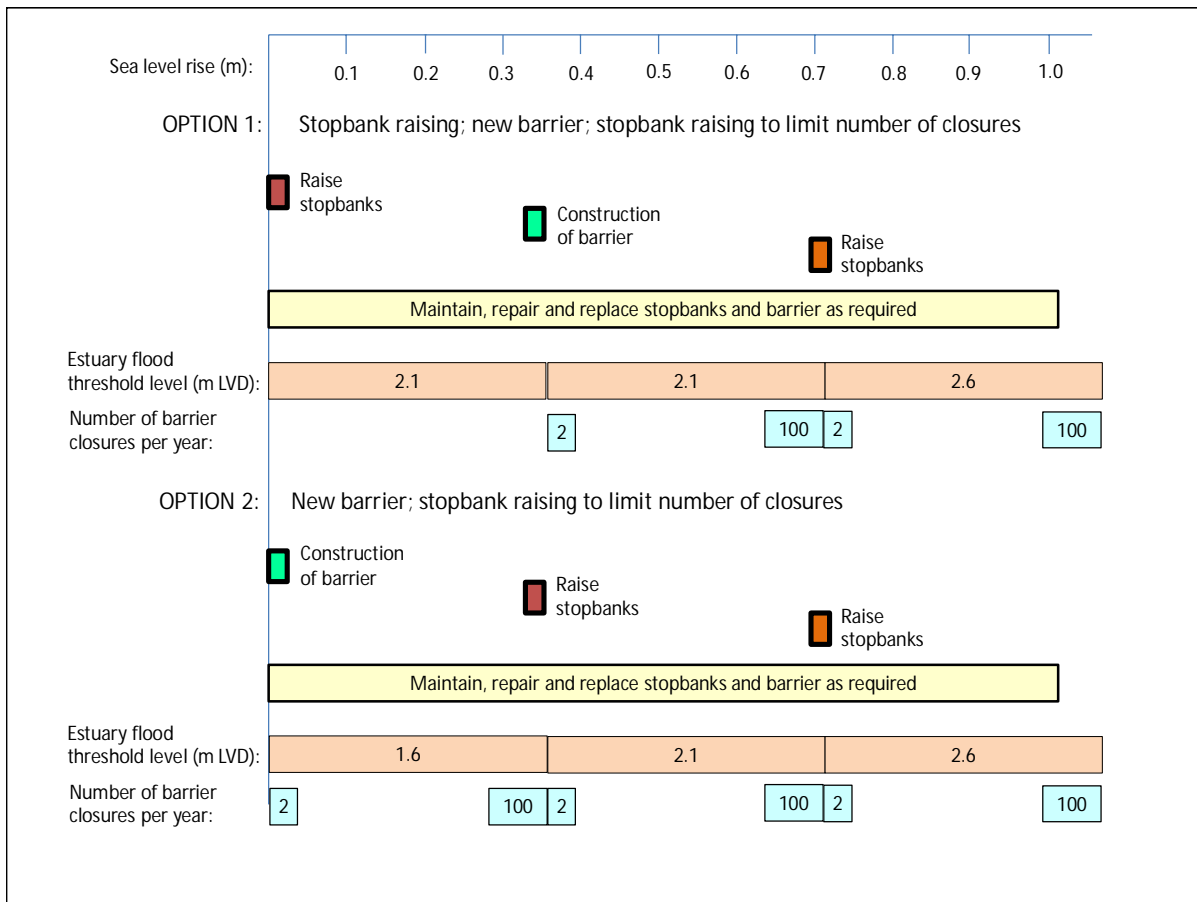 Sea level rise (m):
0.1 0.2 0.3 0.4 0.5 0.6 0.7 0.8 0.9 1.0
OPTION 1: Stopbank raising; new barrier; stopbank raising to limit number of closures
Raise
stopbanks
Construction
of barrier
Raise
stopbanks
Maintain, repair and replace stopbanks and barrier as required
Estuary flood
threshold level (m LVD):
2.1 2.1 2.6
Number of barrier
closures per year:
2 100 2 100
OPTION 2: New barrier; stopbank raising to limit number of closures
Construction
of barrier
Raise
stopbanks
Raise
stopbanks
Maintain, repair and replace stopbanks and barrier as required
Estuary flood
threshold level (m LVD):
1.6 2.1 2.6
Number of barrier
closures per year:
2 100 2 100 2 100